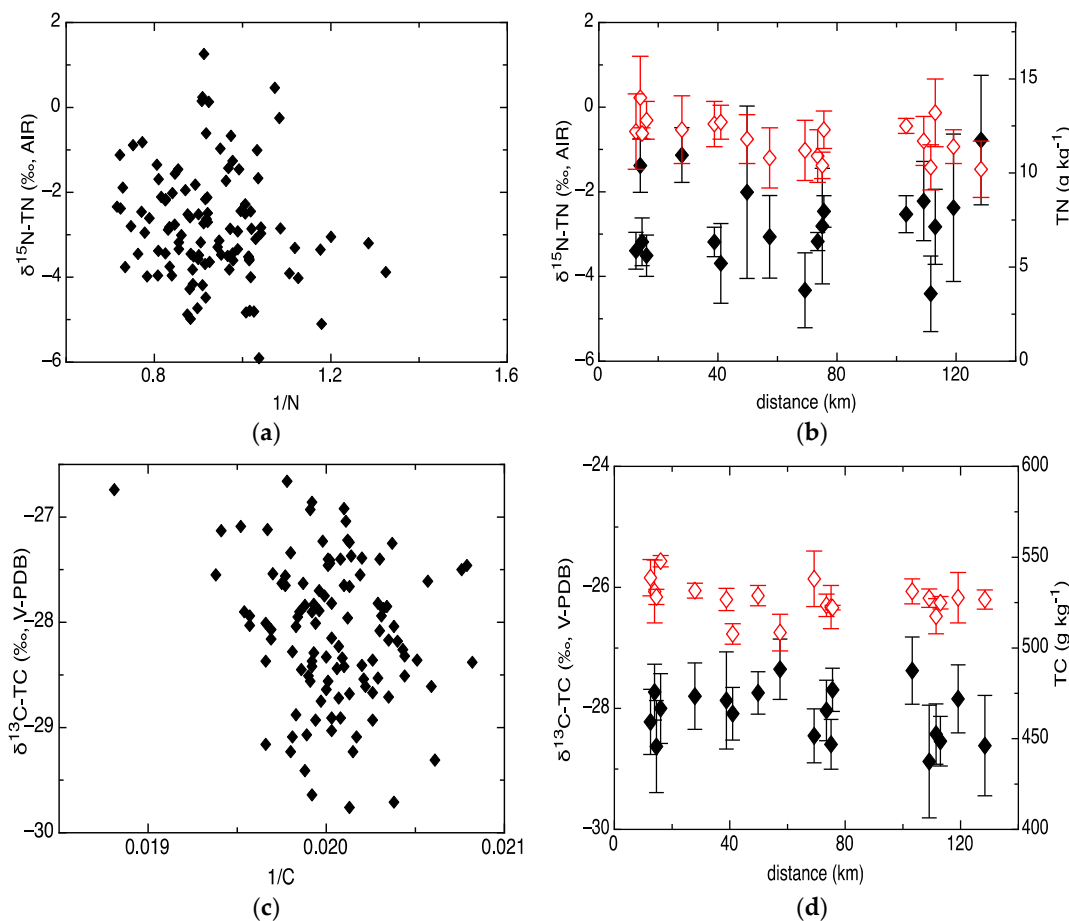 2
0
−2
−4
−6
δ15N-TN (‰, AIR)
0.8
1.2
1.6
1/N
(a)
2
0
−2
−4
−6
δ15N-TN (‰, AIR)
15
10
5
0
TN (g kg-1)
0
40
80
120
distance (km)
(b)
−27
−28
−29
−30
δ13C-TC (‰, V-PDB)
0.019
0.020
0.021
1/C
(c)
−24
−26
−28
−30
δ13C-TC (‰, V-PDB)
600
550
500
450
400
TC (g kg-1)
0
40
80
120
distance (km)
(d)